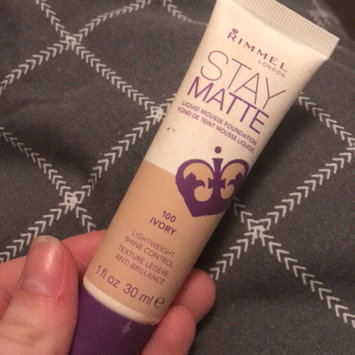 RIMMEL
LONDON
STAY
MATTE
LIQUID MOUSSE FOUNDATION
FOND DE TEINT MOUSSE LIQUIDE
100
IVORY
LIGHTWEIGHT
SHINE CONTROL
TEXTURE LÉGÈRE
ANTI-BRILLANCE
1 fl oz 30 ml e